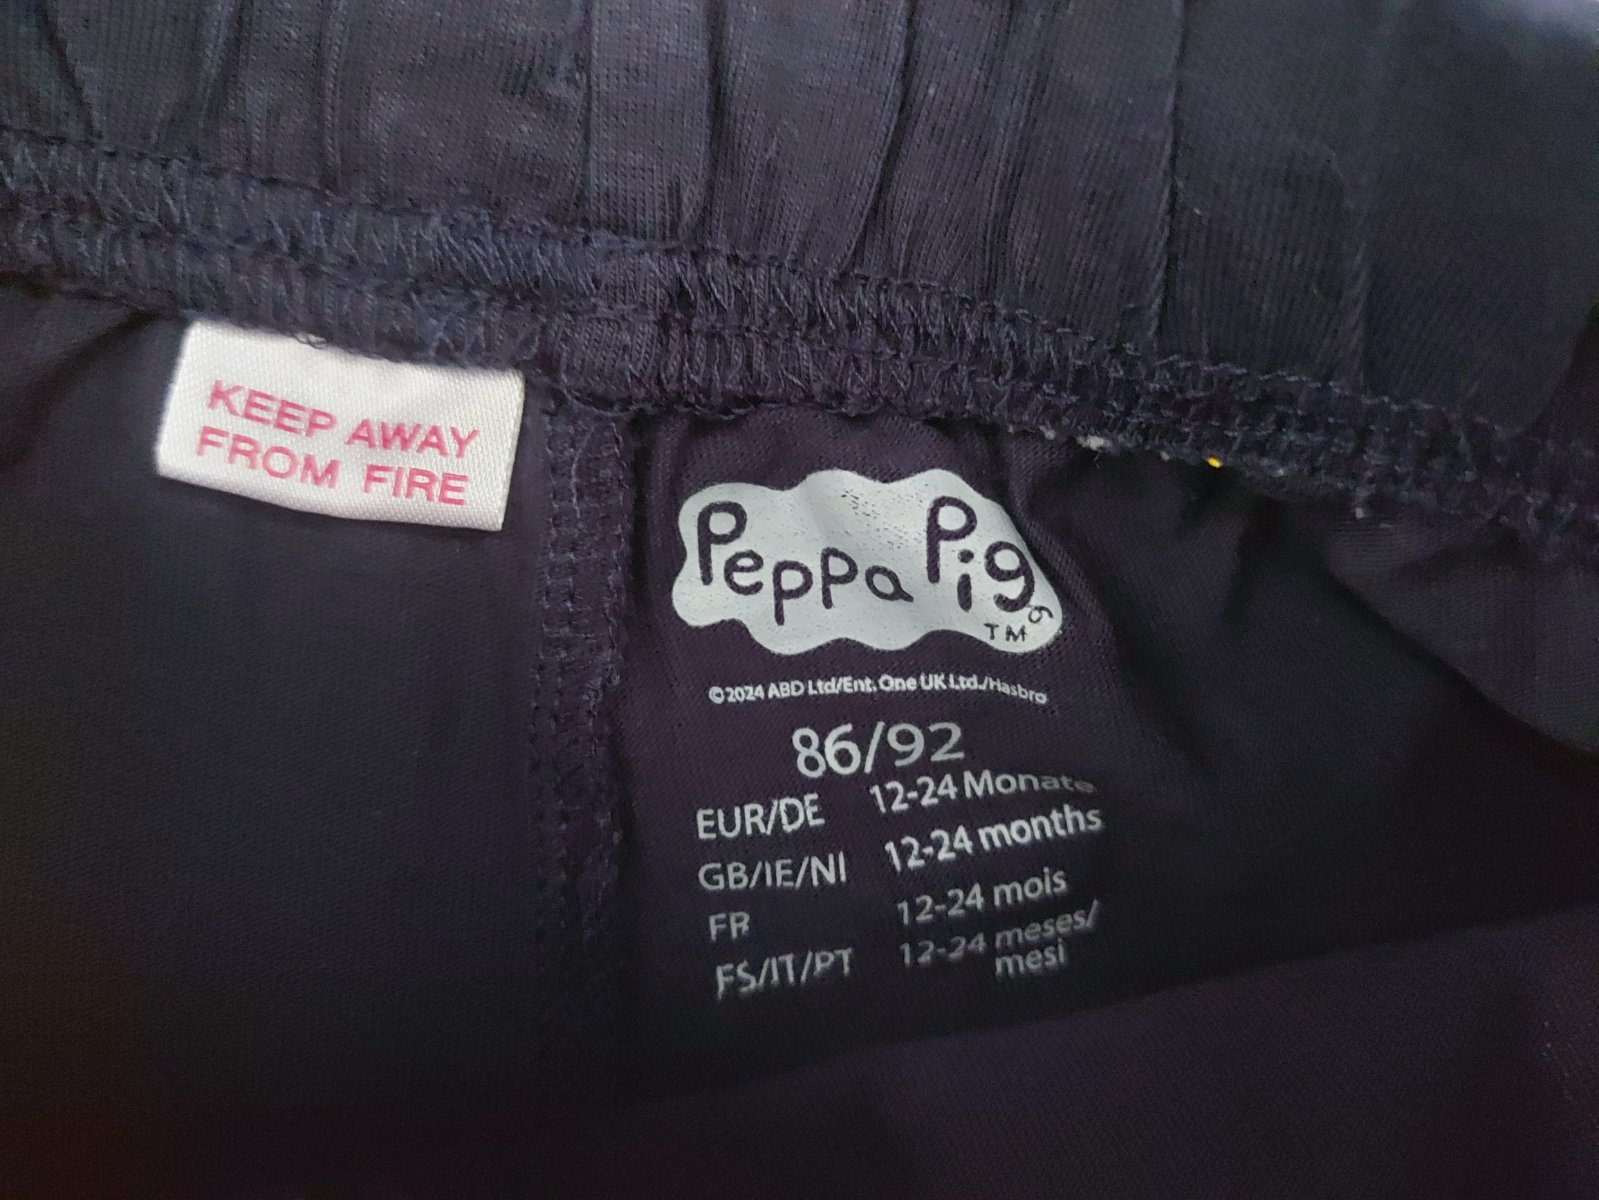 KEEP AWAY
FROM FIRE
Peppa Pig
TM
©2024 ABD Ltd/Ent. One UK Ltd./Hasbro
86/92
EUR/DE 12-24 Monate
GB/IE/NI 12-24 months
FR 12-24 mois
ES/IT/PT 12-24 meses/
mesi